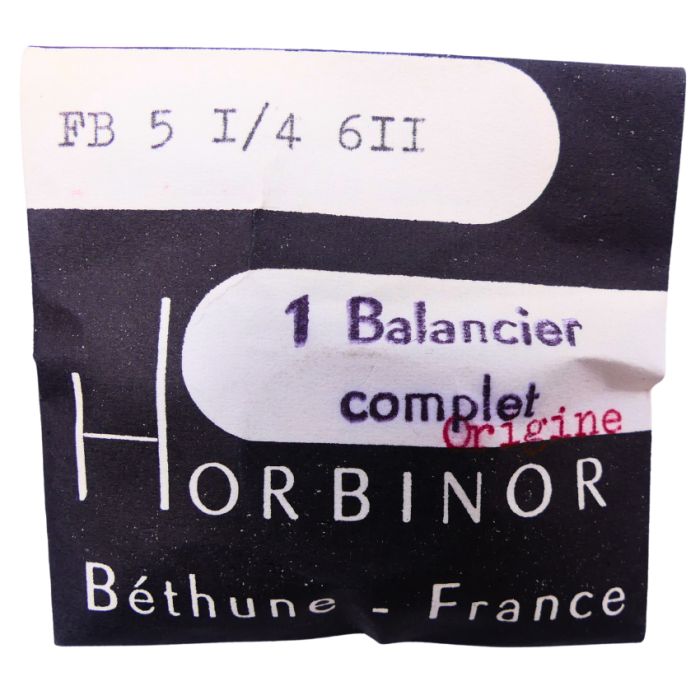 FB 5 I/4 6II
1 Balancier
complet
Origine
HORBINOR
Béthune - France